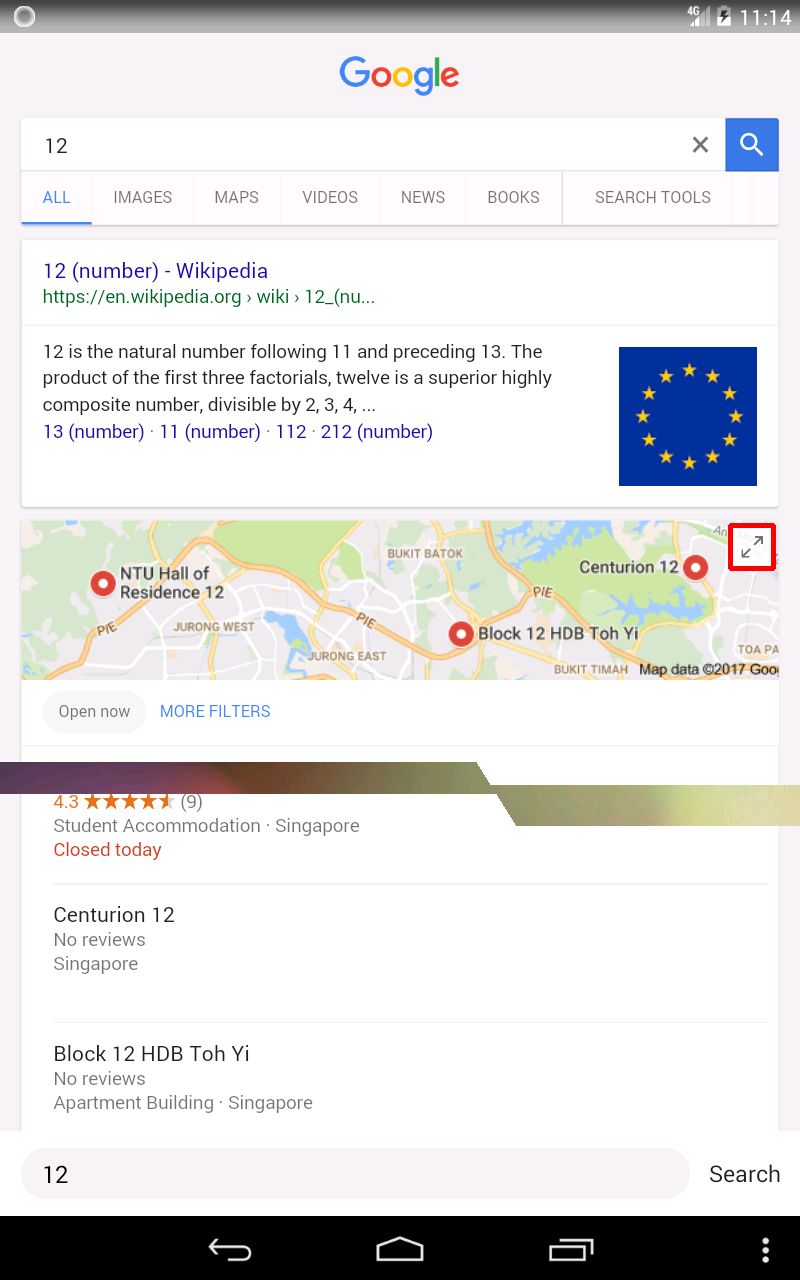 4G 11:14
Google
12
ALL IMAGES MAPS VIDEOS NEWS BOOKS SEARCH TOOLS
12 (number) - Wikipedia
https://en.wikipedia.org › wiki › 12_(nu...
12 is the natural number following 11 and preceding 13. The
product of the first three factorials, twelve is a superior highly
composite number, divisible by 2, 3, 4, ...
13 (number) · 11 (number) · 112 · 212 (number)
NTU Hall of
Residence 12
BUKIT BATOK
Centurion 12
PIE
PIE
JURONG WEST
PIE
Block 12 HDB Toh Yi
JURONG EAST
TOA PA
BUKIT TIMAH
Map data ©2017 Goo
Open now MORE FILTERS
4.3 (9)
Student Accommodation · Singapore
Closed today
Centurion 12
No reviews
Singapore
Block 12 HDB Toh Yi
No reviews
Apartment Building · Singapore
12 Search